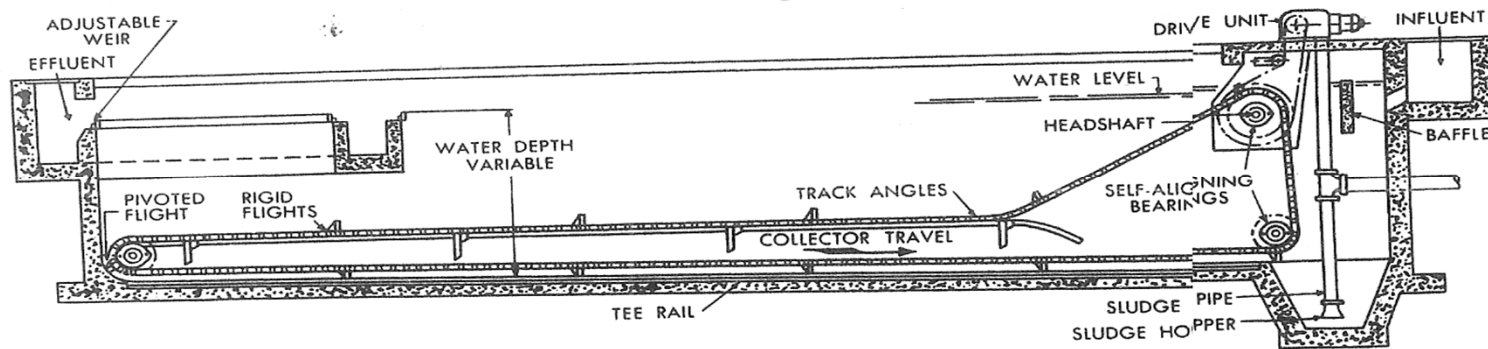 ADJUSTABLE
WEIR
EFFLUENT
DRIVE UNIT
INFLUENT
WATER LEVEL
HEADSHAFT
BAFFLE
WATER DEPTH
VARIABLE
PIVOTED
FLIGHT
RIGID
FLIGHTS
TRACK ANGLES
SELF-ALIGNING
BEARINGS
COLLECTOR TRAVEL
TEE RAIL
SLUDGE PIPE
SLUDGE HOPPER